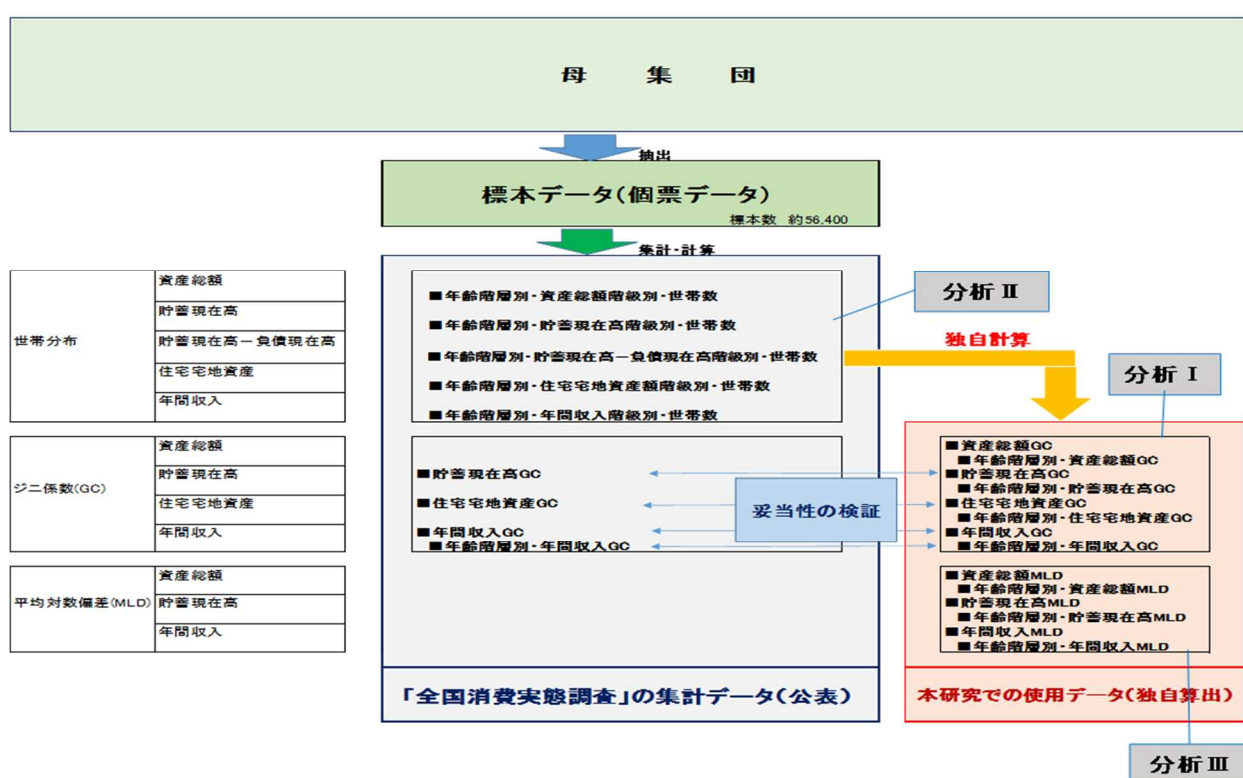 母 集 団
抽出
標本データ(個票データ)
標本数 約56,400
集計・計算
世帯分布
資産総額
貯蓄現在高
貯蓄現在高－負債現在高
住宅宅地資産
年間収入
■年齢階層別・資産総額階級別・世帯数
■年齢階層別・貯蓄現在高階級別・世帯数
■年齢階層別・貯蓄現在高－負債現在高階級別・世帯数
■年齢階層別・住宅宅地資産額階級別・世帯数
■年齢階層別・年間収入階級別・世帯数
分析Ⅱ
独自計算
分析Ⅰ
ジニ係数(GC)
資産総額
貯蓄現在高
住宅宅地資産
年間収入
■貯蓄現在高GC
■住宅宅地資産GC
■年間収入GC
■年齢階層別・年間収入GC
妥当性の検証
■資産総額GC
■年齢階層別・資産総額GC
■貯蓄現在高GC
■年齢階層別・貯蓄現在高GC
■住宅宅地資産GC
■年齢階層別・住宅宅地資産GC
■年間収入GC
■年齢階層別・年間収入GC
平均対数偏差(MLD)
資産総額
貯蓄現在高
年間収入
■資産総額MLD
■年齢階層別・資産総額MLD
■貯蓄現在高MLD
■年齢階層別・貯蓄現在高MLD
■年間収入MLD
■年齢階層別・年間収入MLD
「全国消費実態調査」の集計データ(公表)
本研究での使用データ(独自算出)
分析Ⅲ